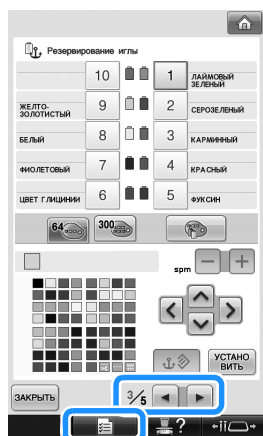 Резервирование иглы
10 1 ЛАЙМОВЫЙ
ЗЕЛЕНЫЙ
ЖЕЛТО-
ЗОЛОТИСТЫЙ 9 2 СЕРОЗЕЛЕНЫЙ
БЕЛЫЙ 8 3 КАРМИННЫЙ
ФИОЛЕТОВЫЙ 7 4 КРАСНЫЙ
ЦВЕТ ГЛИЦИНИИ 6 5 ФУКСИН
64 300
spm − +
УСТАНО
ВИТЬ
ЗАКРЫТЬ 3/5
?